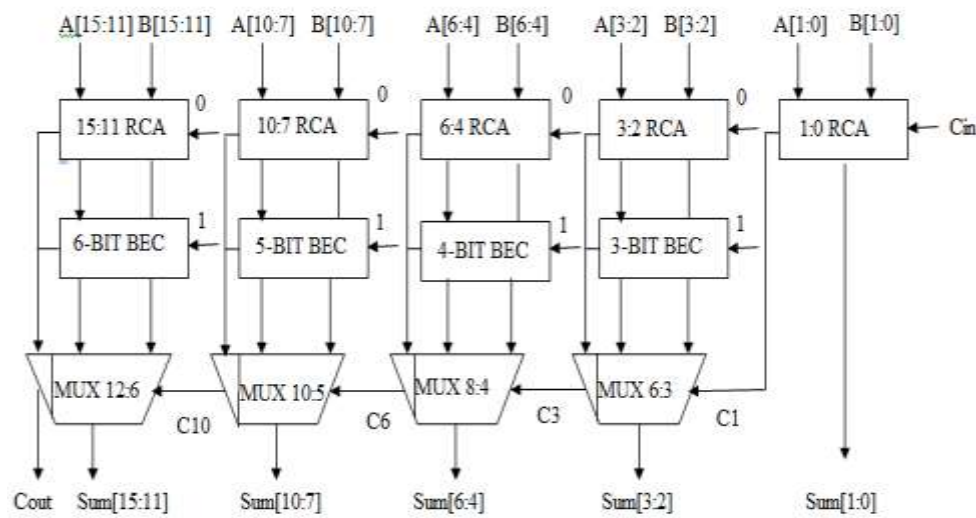 A[15:11] B[15:11] A[10:7] B[10:7] A[6:4] B[6:4] A[3:2] B[3:2] A[1:0] B[1:0]
0 0 0 0
15:11 RCA 10:7 RCA 6:4 RCA 3:2 RCA 1:0 RCA Cin
1 1 1 1
6-BIT BEC 5-BIT BEC 4-BIT BEC 3-BIT BEC
MUX 12:6 MUX 10:5 MUX 8:4 MUX 6:3
C10 C6 C3 C1
Cout Sum[15:11] Sum[10:7] Sum[6:4] Sum[3:2] Sum[1:0]